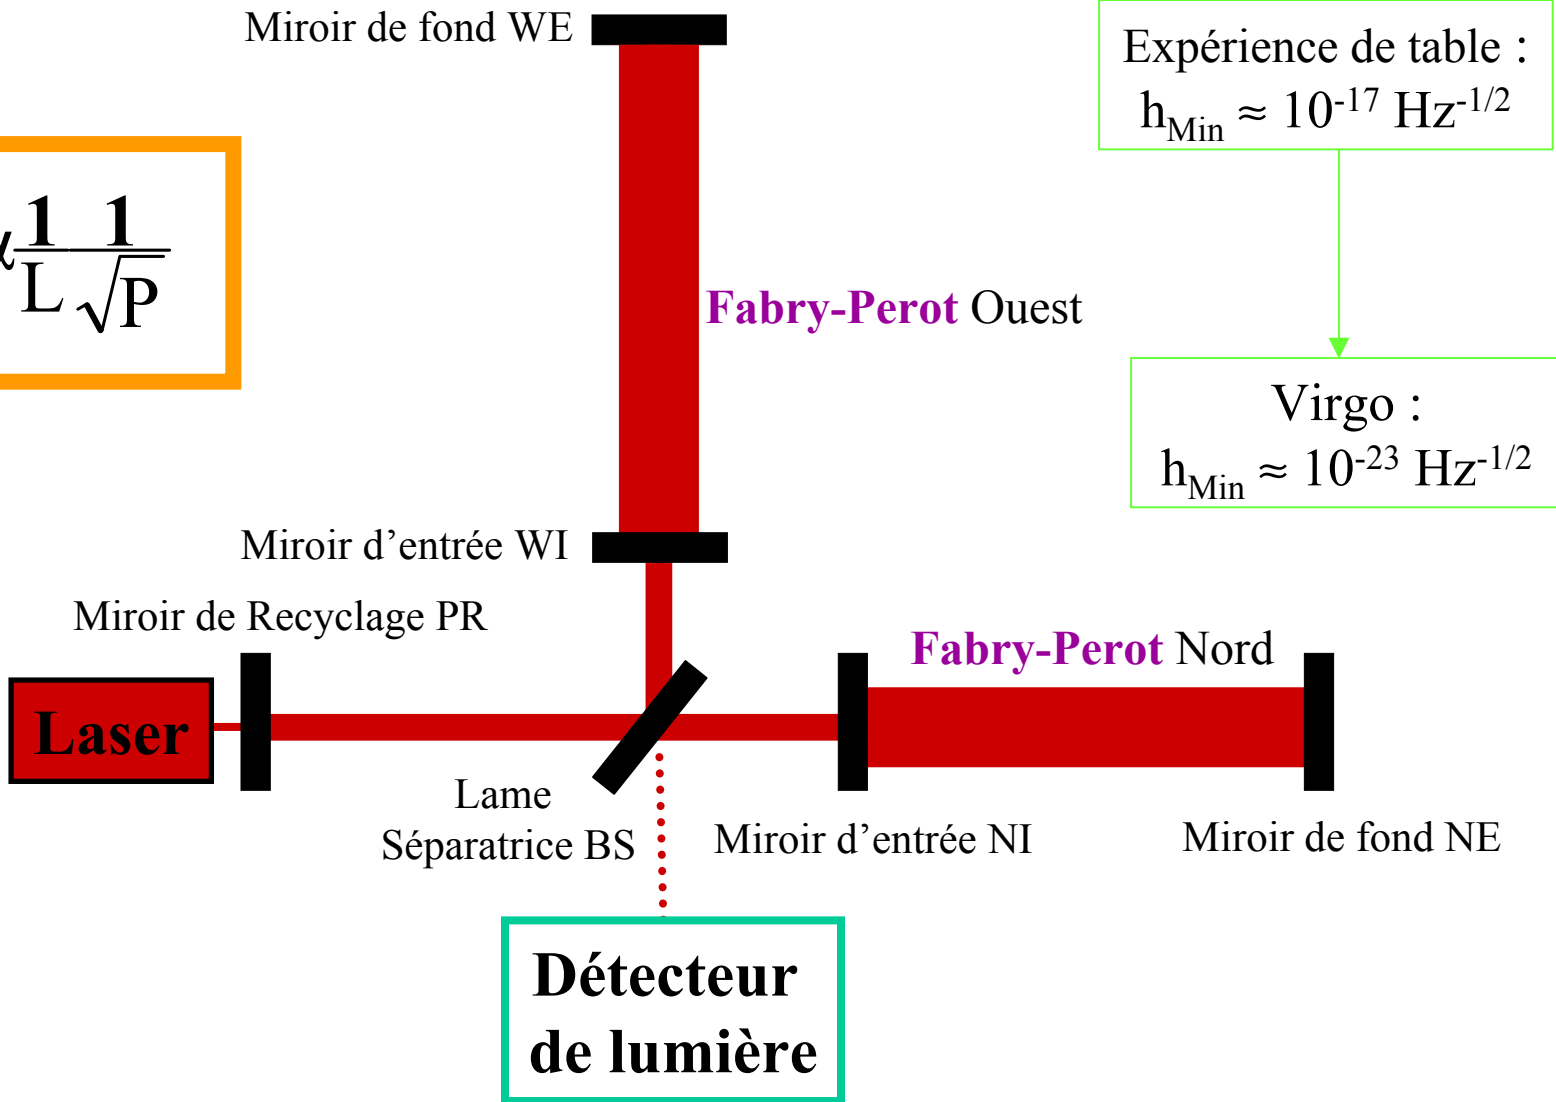 Miroir de fond WE
Expérience de table :
h_Min ≈ 10^-17 Hz^-1/2
∝ 1/L 1/√P
Fabry-Perot Ouest
Virgo :
h_Min ≈ 10^-23 Hz^-1/2
Miroir d’entrée WI
Miroir de Recyclage PR
Fabry-Perot Nord
Laser
Lame
Séparatrice BS
Miroir d’entrée NI
Miroir de fond NE
Détecteur
de lumière